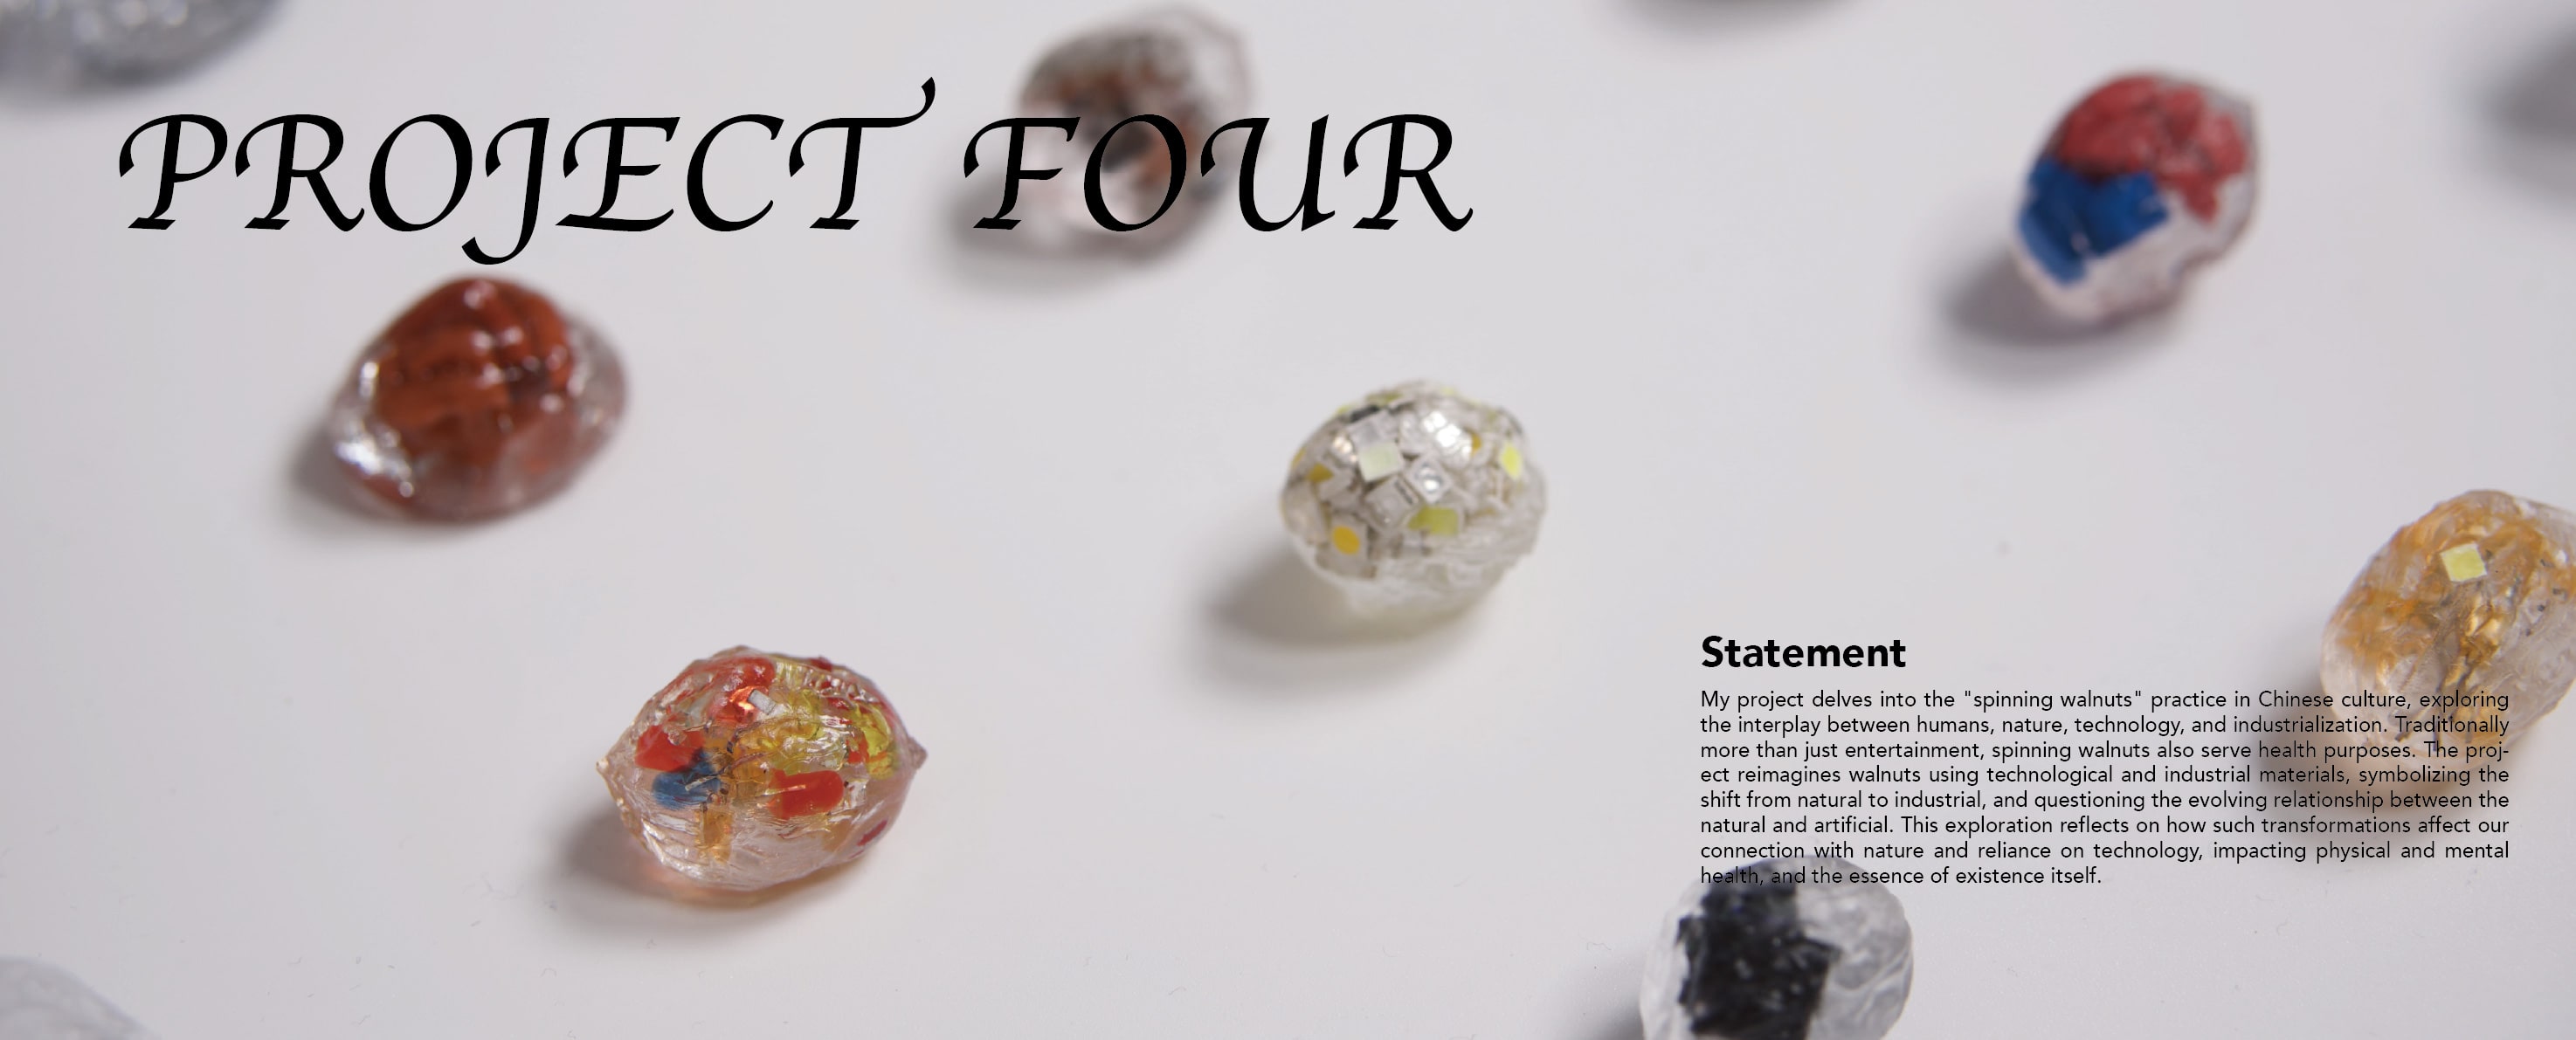 PROJECT FOUR
Statement
My project delves into the "spinning walnuts" practice in Chinese culture, exploring
the interplay between humans, nature, technology, and industrialization. Traditionally
more than just entertainment, spinning walnuts also serve health purposes. The proj-
ect reimagines walnuts using technological and industrial materials, symbolizing the
shift from natural to industrial, and questioning the evolving relationship between the
natural and artificial. This exploration reflects on how such transformations affect our
connection with nature and reliance on technology, impacting physical and mental
health, and the essence of existence itself.